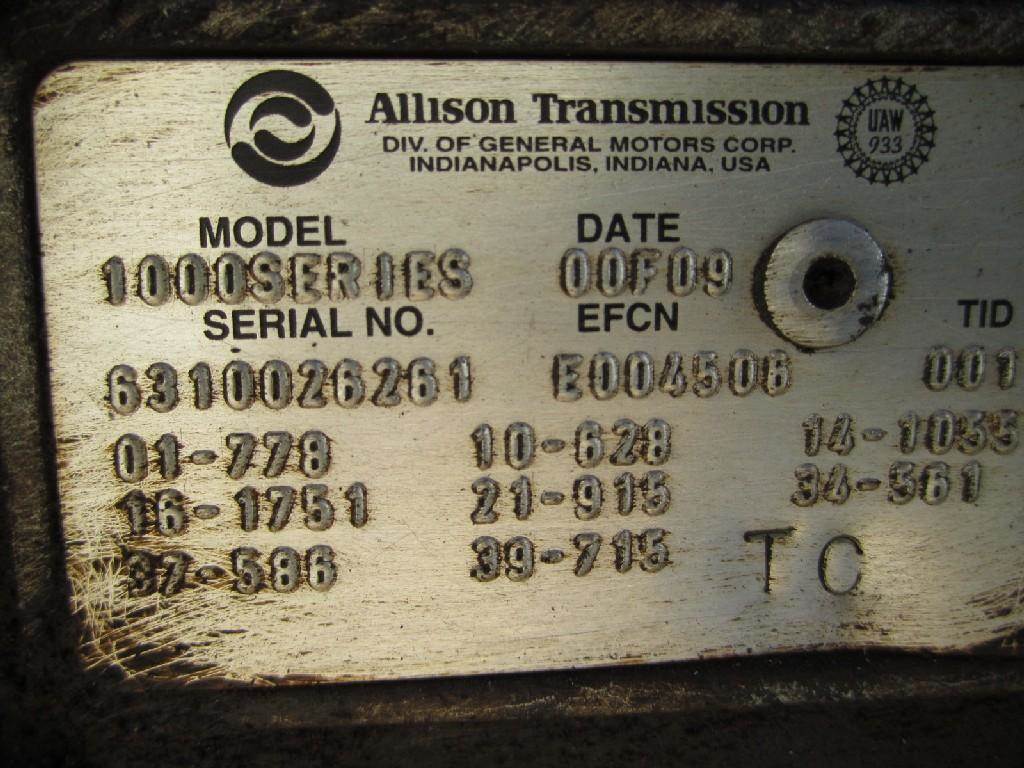 Allison Transmission
DIV. OF GENERAL MOTORS CORP.
INDIANAPOLIS, INDIANA, USA
UAW
933
MODEL DATE
1000SERIES 00F09
SERIAL NO. EFCN TID
6310026261 E004506 001
01-778 10-628 14-1055
16-1751 21-915 34-561
37-586 39-715 TC